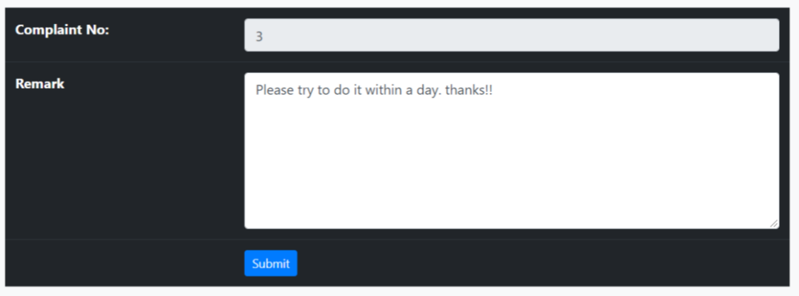 Complaint No:
3
Remark
Please try to do it within a day. thanks!!
Submit